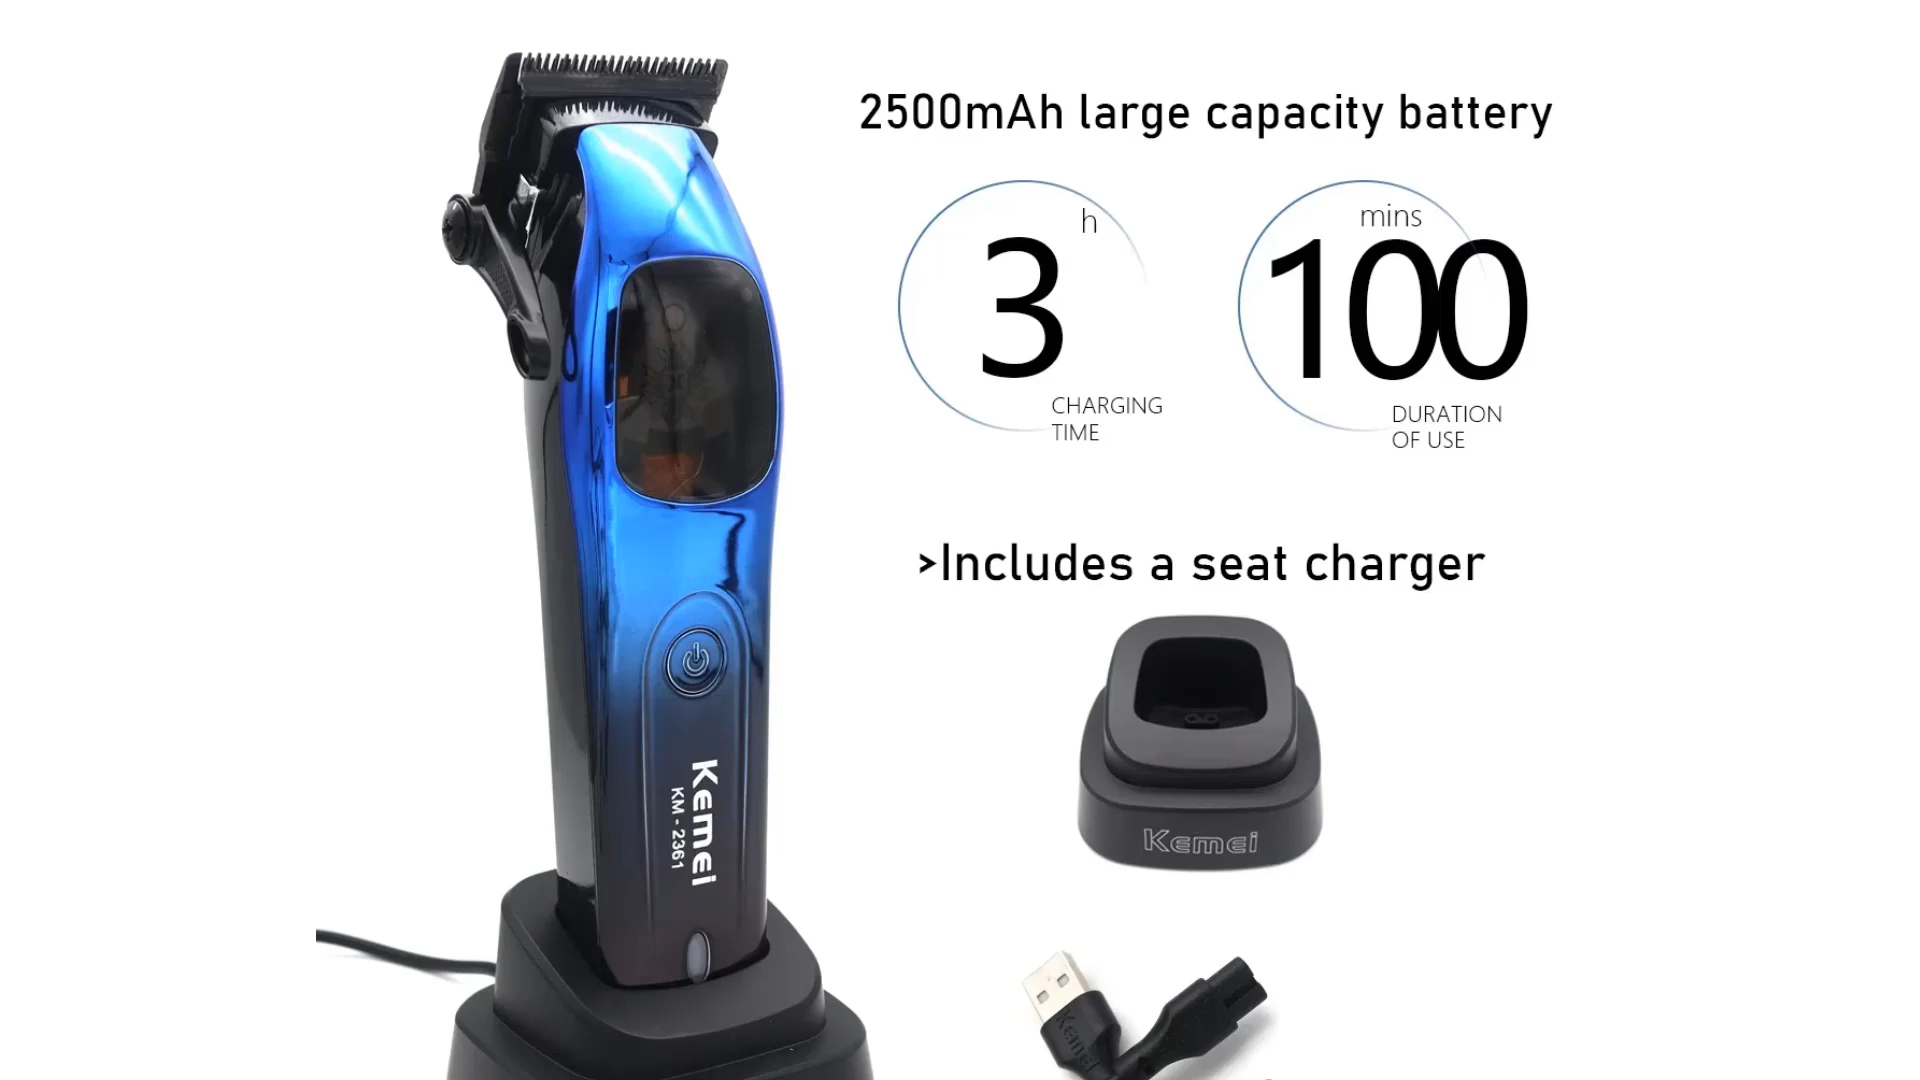 2500mAh large capacity battery
h
3
CHARGING
TIME
mins
100
DURATION
OF USE
>Includes a seat charger
Kemei
KM - 2361
Kemei
Kemei